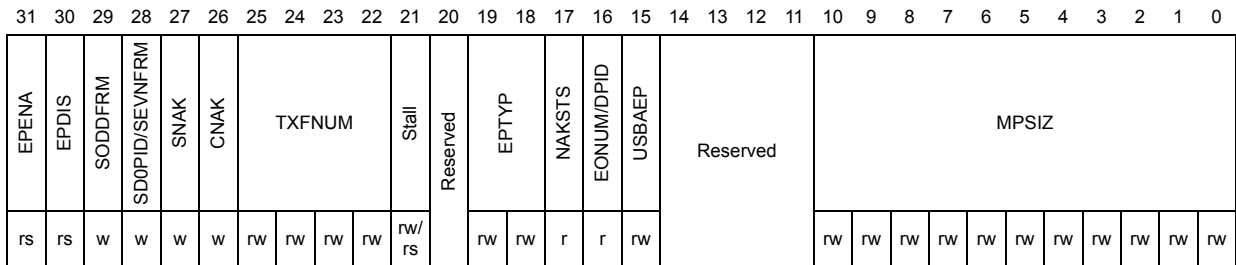 31 30 29 28 27 26 25 24 23 22 21 20 19 18 17 16 15 14 13 12 11 10 9 8 7 6 5 4 3 2 1 0
EPENA EPDIS SODDFRM SD0PID/SEVNFRM SNAK CNAK TXFNUM Stall Reserved EPTYP NAKSTS EONUM/DPID USBAEP Reserved MPSIZ
rs rs w w w w rw rw rw rw rw/rs rw rw r r rw rw rw rw rw rw rw rw rw rw rw rw